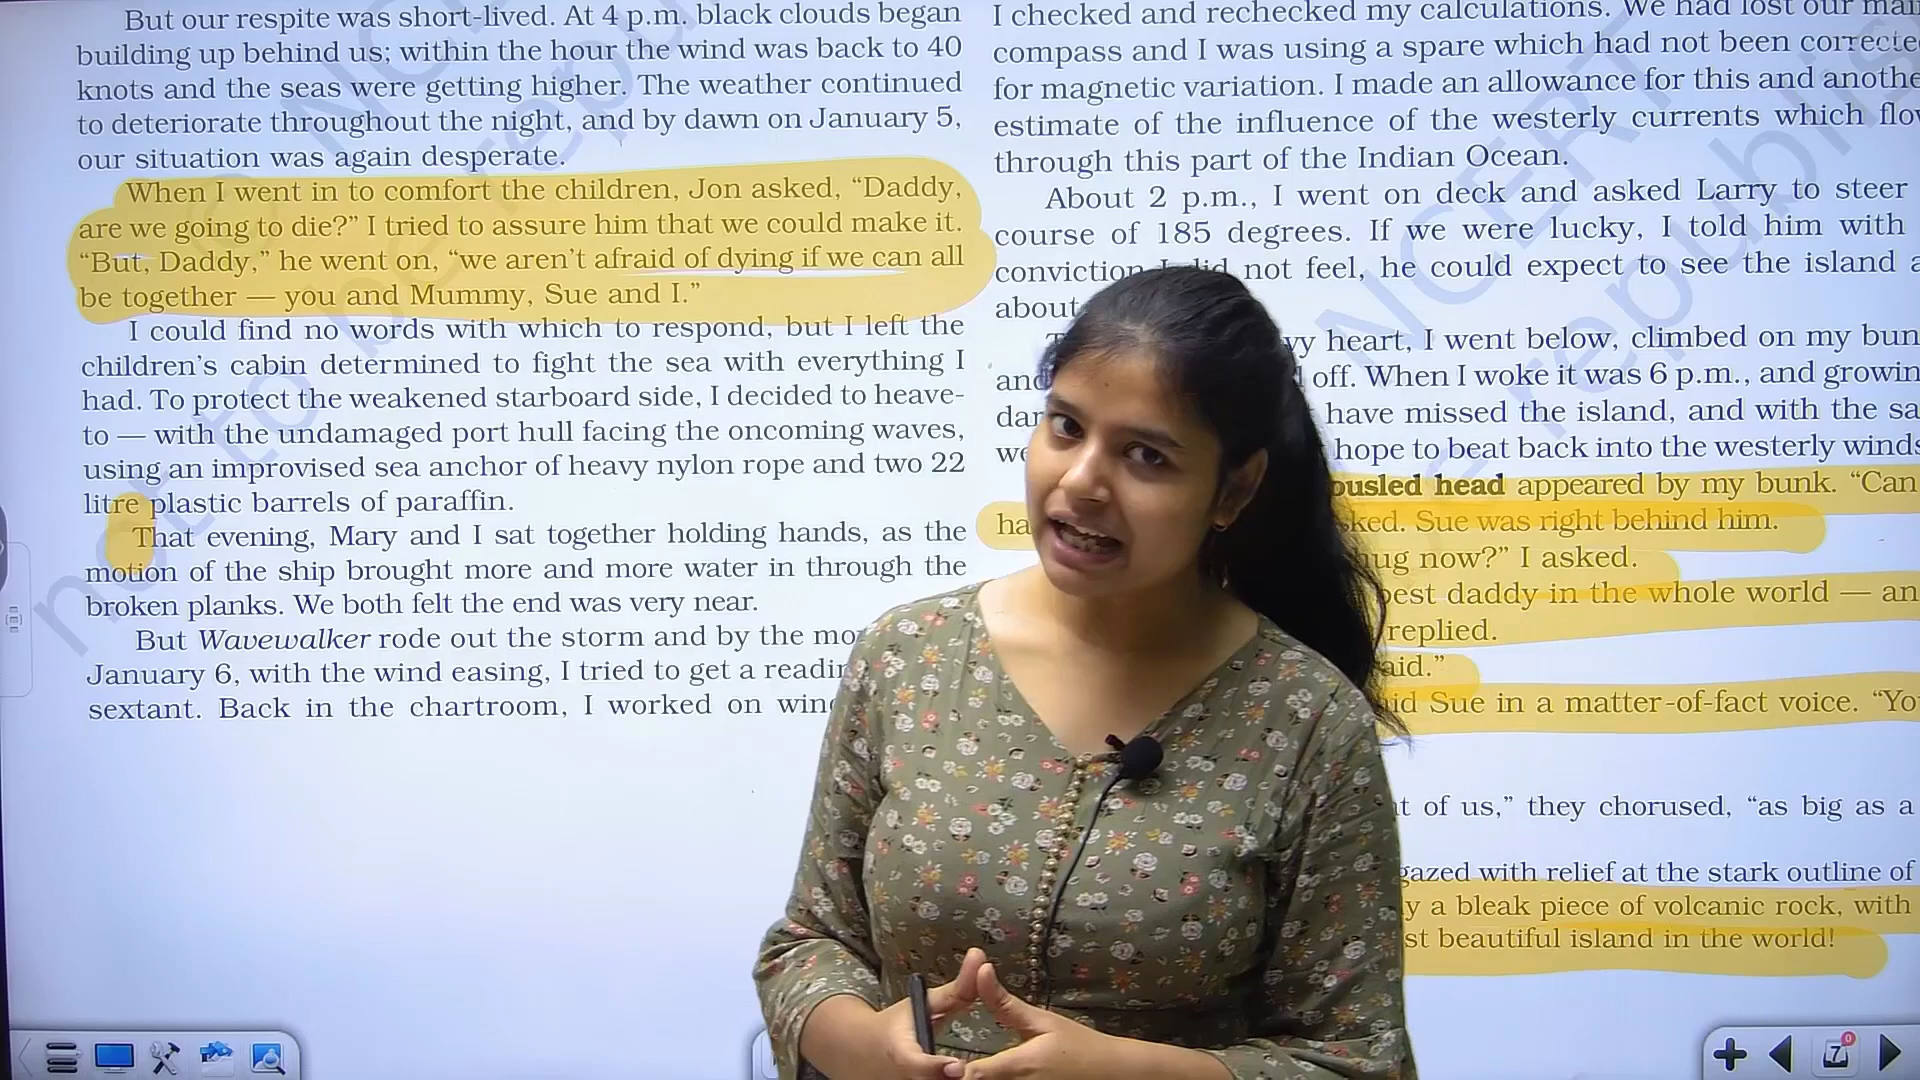 But our respite was short-lived. At 4 p.m. black clouds began
building up behind us; within the hour the wind was back to 40
knots and the seas were getting higher. The weather continued
to deteriorate throughout the night, and by dawn on January 5,
our situation was again desperate.
When I went in to comfort the children, Jon asked, “Daddy,
are we going to die?” I tried to assure him that we could make it.
“But, Daddy,” he went on, “we aren't afraid of dying if we can all
be together — you and Mummy, Sue and I.”
I could find no words with which to respond, but I left the
children's cabin determined to fight the sea with everything I
had. To protect the weakened starboard side, I decided to heave-
to — with the undamaged port hull facing the oncoming waves,
using an improvised sea anchor of heavy nylon rope and two 22
litre plastic barrels of paraffin.
That evening, Mary and I sat together holding hands, as the
motion of the ship brought more and more water in through the
broken planks. We both felt the end was very near.
But Wavewalker rode out the storm and by the
January 6, with the wind easing, I tried to get a
sextant. Back in the chartroom, I worked on
I checked and rechecked my calculations. We had lost our
compass and I was using a spare which had not been
for magnetic variation. I made an allowance for this and
estimate of the influence of the westerly currents which
through this part of the Indian Ocean.
About 2 p.m., I went on deck and asked Larry to steer
course of 185 degrees. If we were lucky, I told him with
conviction I did not feel, he could expect to see the island
about
heart, I went below, climbed on my
off. When I woke it was 6 p.m., and
have missed the island, and with the
hope to beat back into the westerly
head appeared by my bunk. “Can
Sue was right behind him.
now?” I asked.
daddy in the whole world —
replied.
Sue in a matter-of-fact voice.
of us,” they chorused, “as big as a
gazed with relief at the stark outline of
a bleak piece of volcanic rock, with
beautiful island in the world!